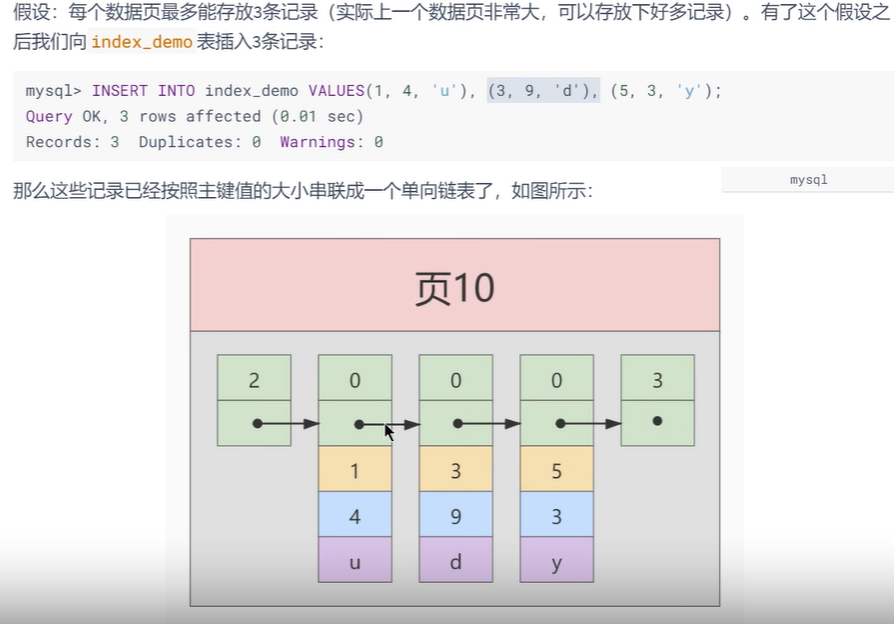 假设：每个数据页最多能存放3条记录（实际上一个数据页非常大，可以存放下好多记录）。有了这个假设之
后我们向 index_demo 表插入3条记录：
mysql> INSERT INTO index_demo VALUES(1, 4, 'u'), (3, 9, 'd'), (5, 3, 'y');
Query OK, 3 rows affected (0.01 sec)
Records: 3  Duplicates: 0  Warnings: 0
mysql
那么这些记录已经按照主键值的大小串联成一个单向链表了，如图所示：
页10
2 0 0 0 3
1 3 5
4 9 3
u d y